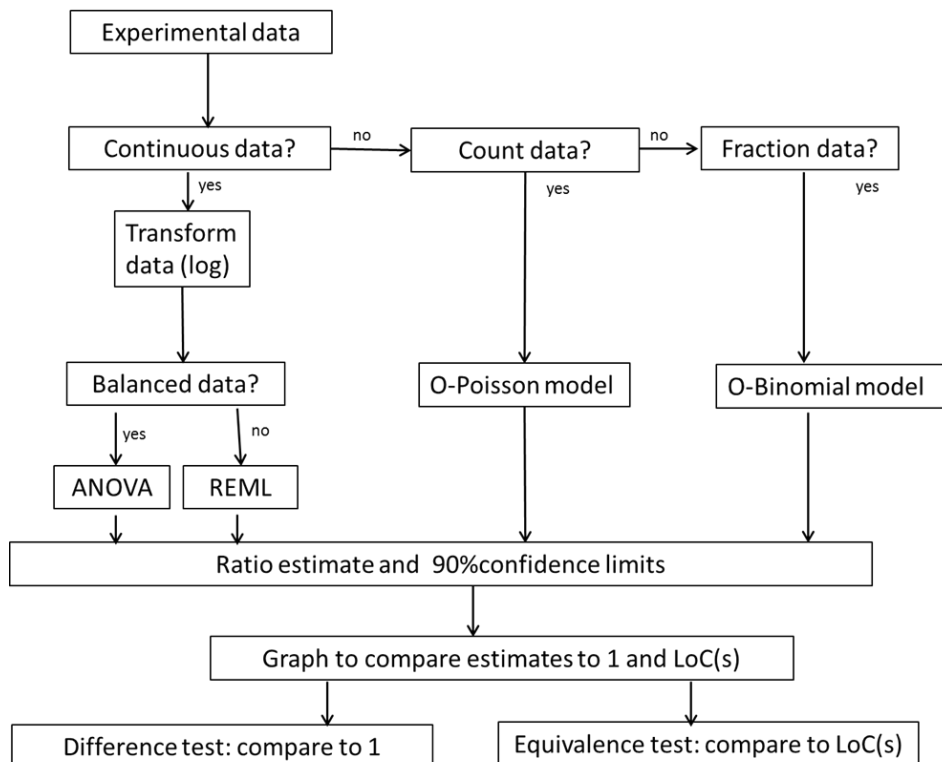 Experimental data
Continuous data?
no
Count data?
no
Fraction data?
yes
yes
yes
Transform
data (log)
Balanced data?
O-Poisson model
O-Binomial model
yes
no
ANOVA
REML
Ratio estimate and 90%confidence limits
Graph to compare estimates to 1 and LoC(s)
Difference test: compare to 1
Equivalence test: compare to LoC(s)